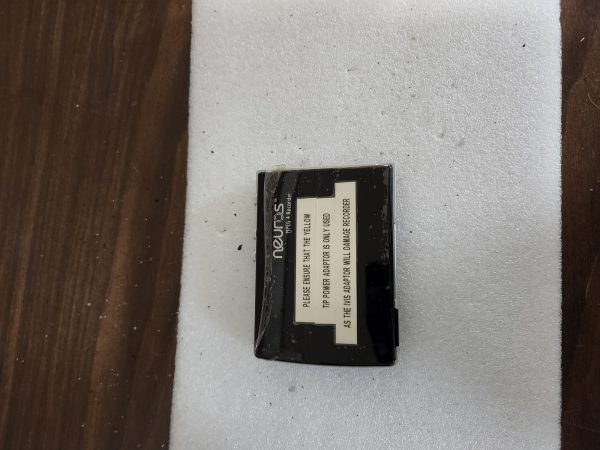 neuros
MPEG 4 Recorder
PLEASE ENSURE THAT THE YELLOW
TIP POWER ADAPTOR IS ONLY USED
AS THE IVIS ADAPTOR WILL DAMAGE RECORDER